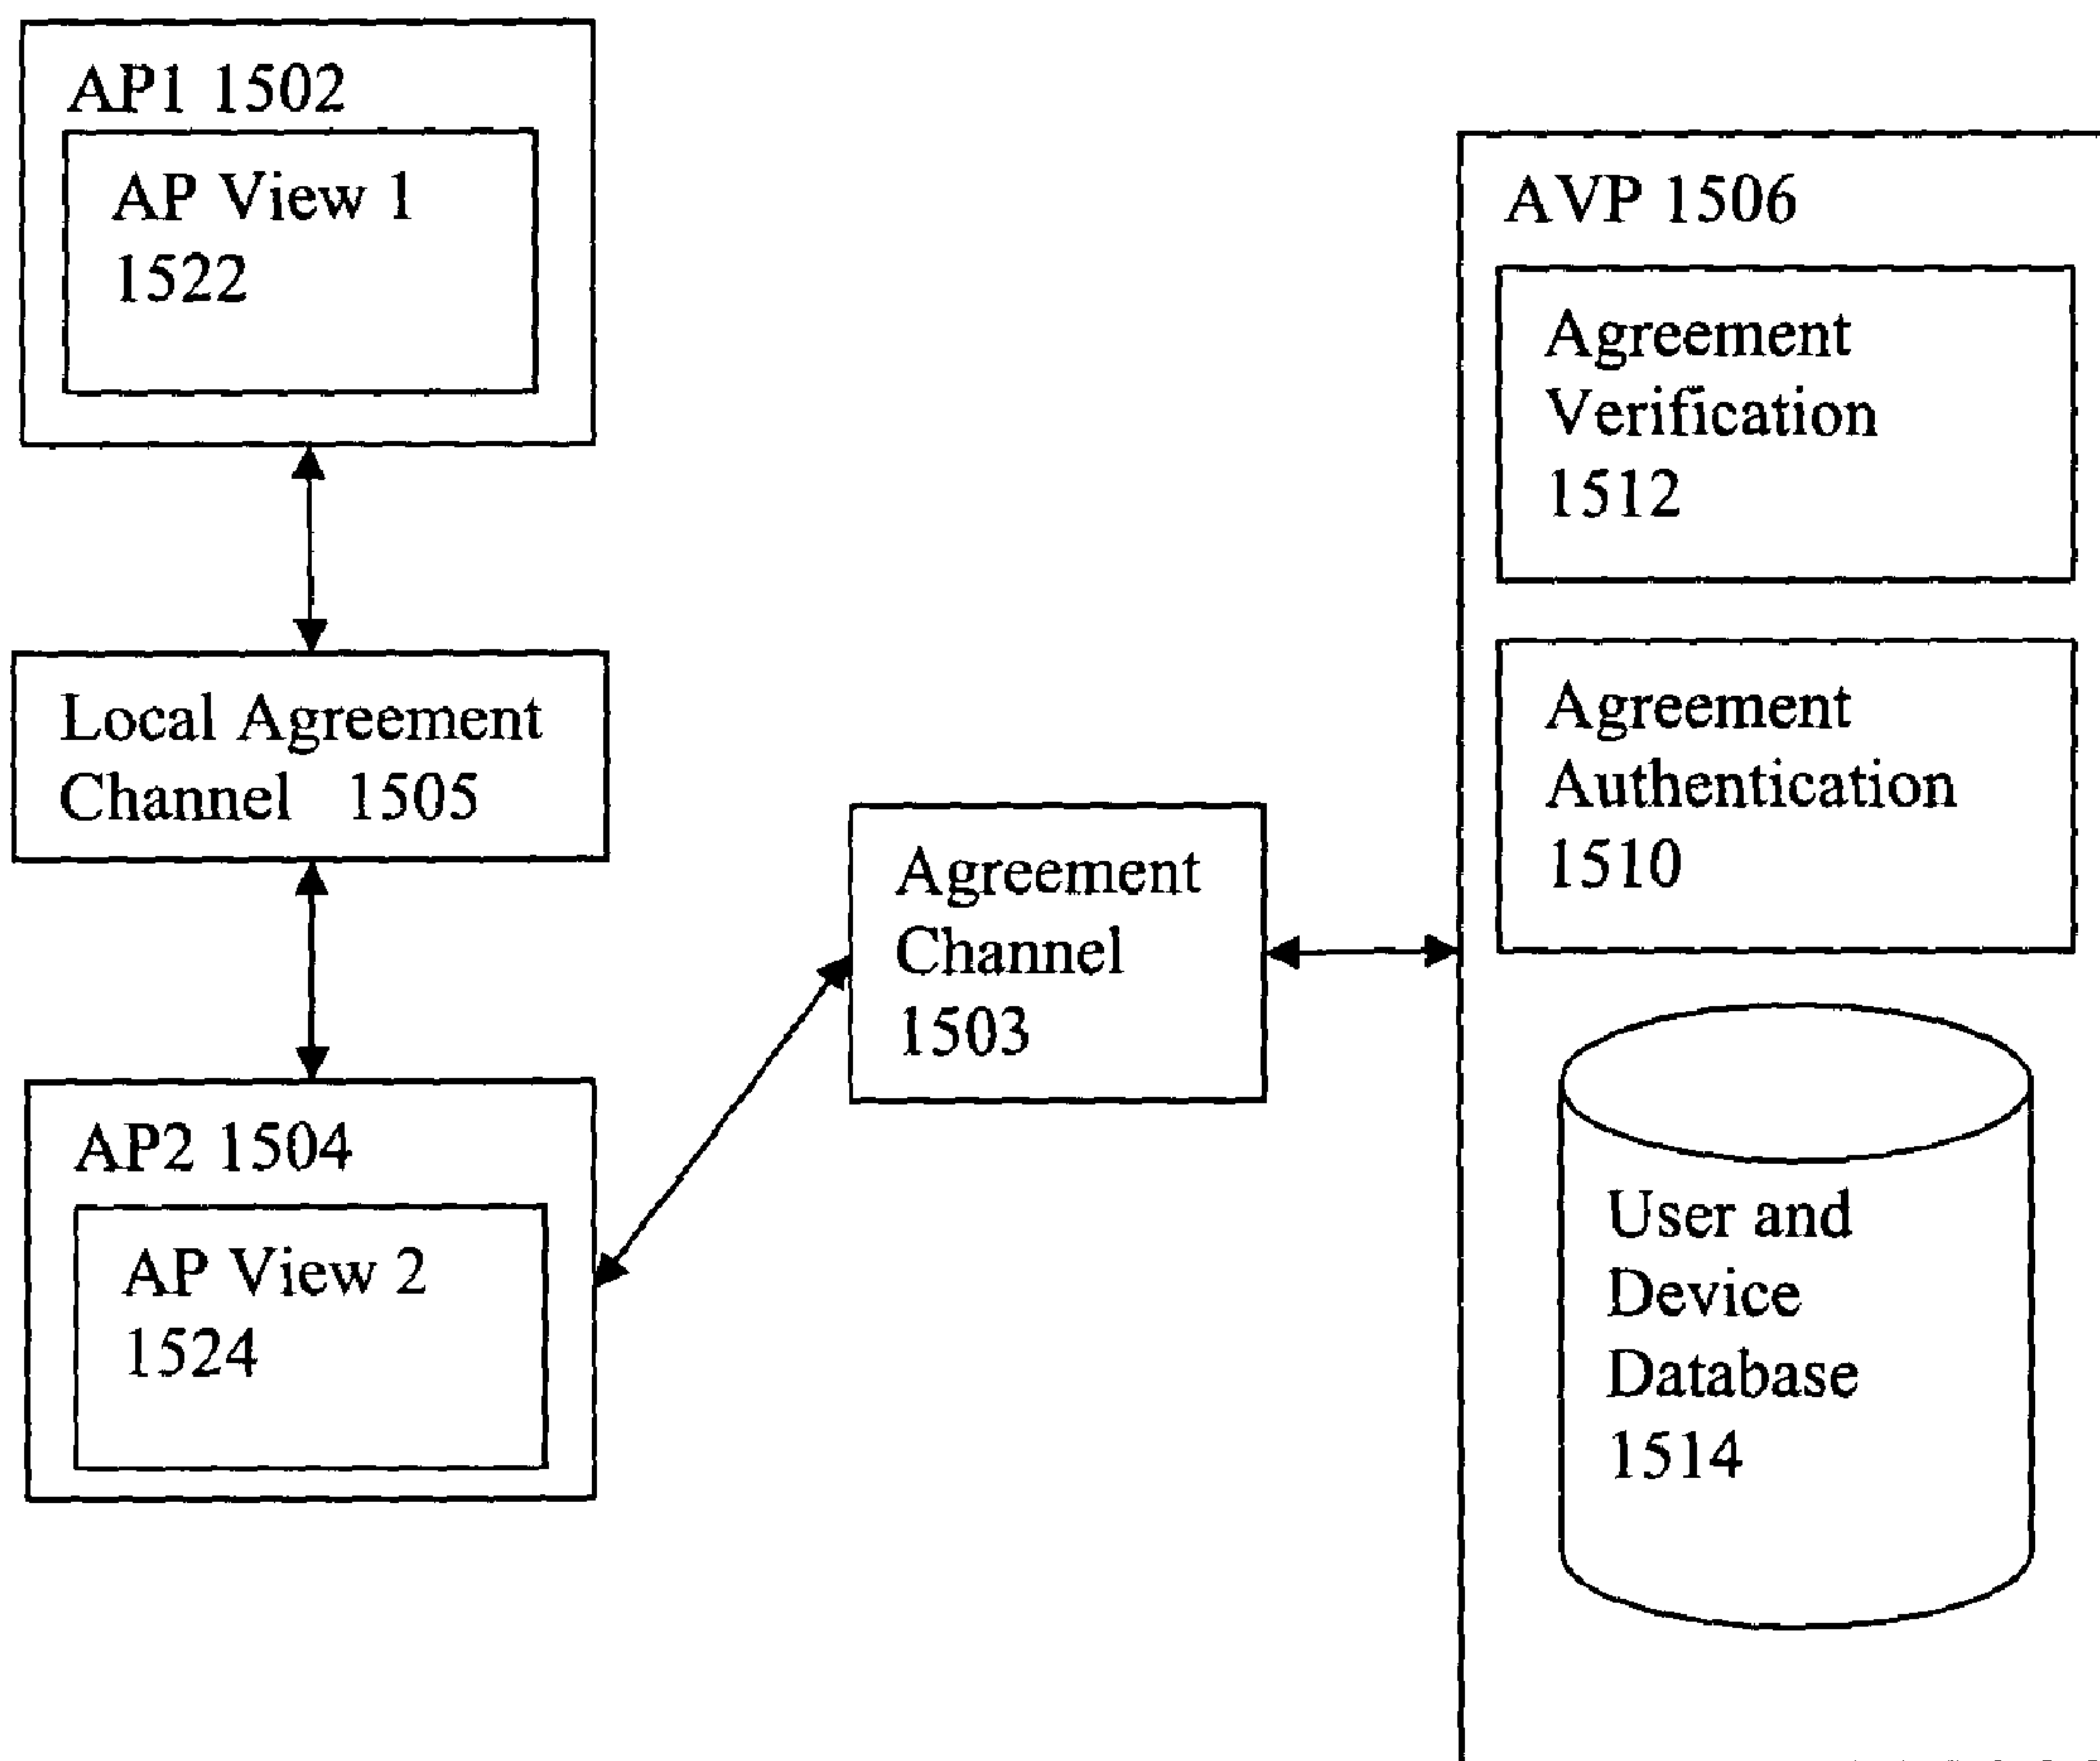 AP1 1502
AP View 1
1522
Local Agreement
Channel 1505
AP2 1504
AP View 2
1524
Agreement
Channel
1503
AVP 1506
Agreement
Verification
1512
Agreement
Authentication
1510
User and
Device
Database
1514